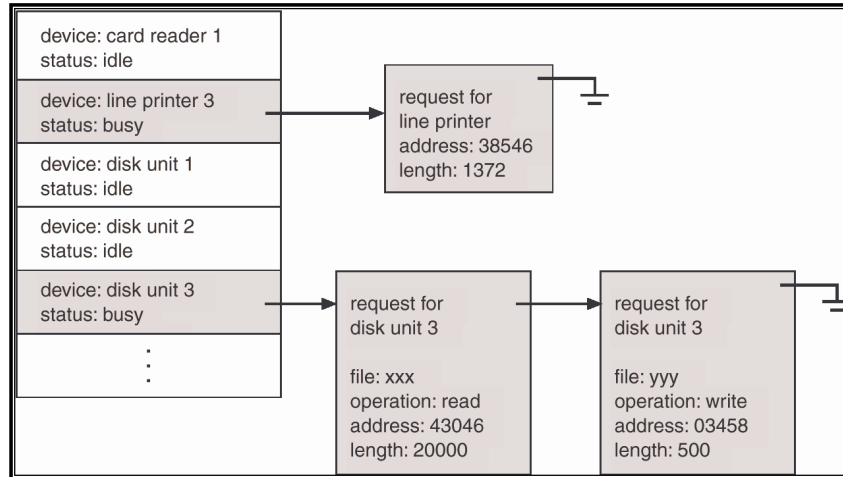 device: card reader 1
status: idle
device: line printer 3
status: busy
device: disk unit 1
status: idle
device: disk unit 2
status: idle
device: disk unit 3
status: busy
request for
line printer
address: 38546
length: 1372
request for
disk unit 3
file: xxx
operation: read
address: 43046
length: 20000
request for
disk unit 3
file: yyy
operation: write
address: 03458
length: 500